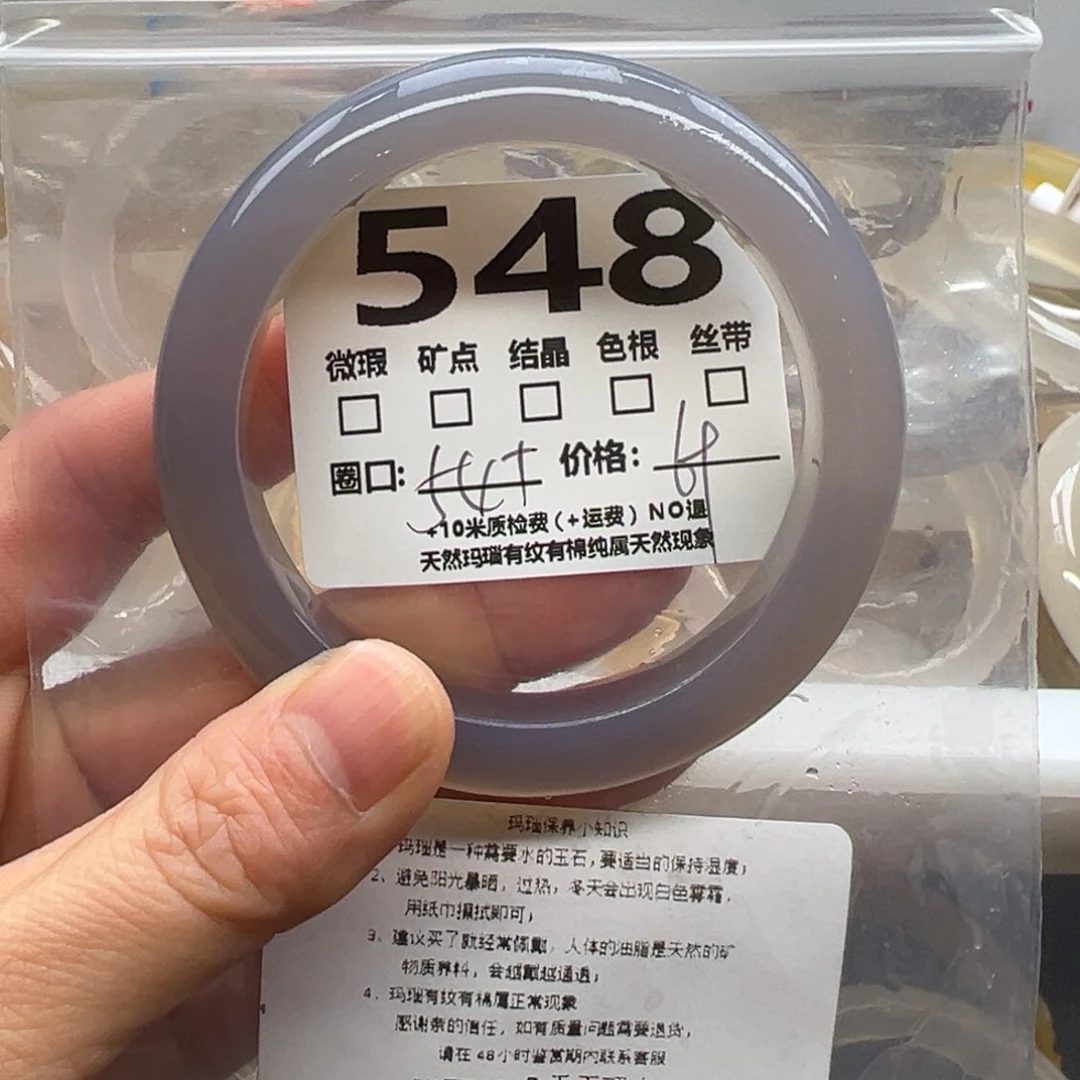 548
微瑕 矿点 结晶 色根 丝带
圈口: 价格:
+10米质检费(+运费)NO退
天然玛瑙有纹有棉纯属天然现象
玛瑙保养小知识
玛瑙是一种需要水的玉石,要适当的保持湿度;
2、避免阳光暴晒,过热,冬天会出现白色雾霜,
用纸巾擦拭即可;
3、建议买了就经常佩戴,人体的油脂是天然的矿
物质养料,会越戴越通透;
4、玛瑙有纹有棉属正常现象
感谢亲的信任,如有质量问题需要退货,
请在48小时鉴赏期内联系客服